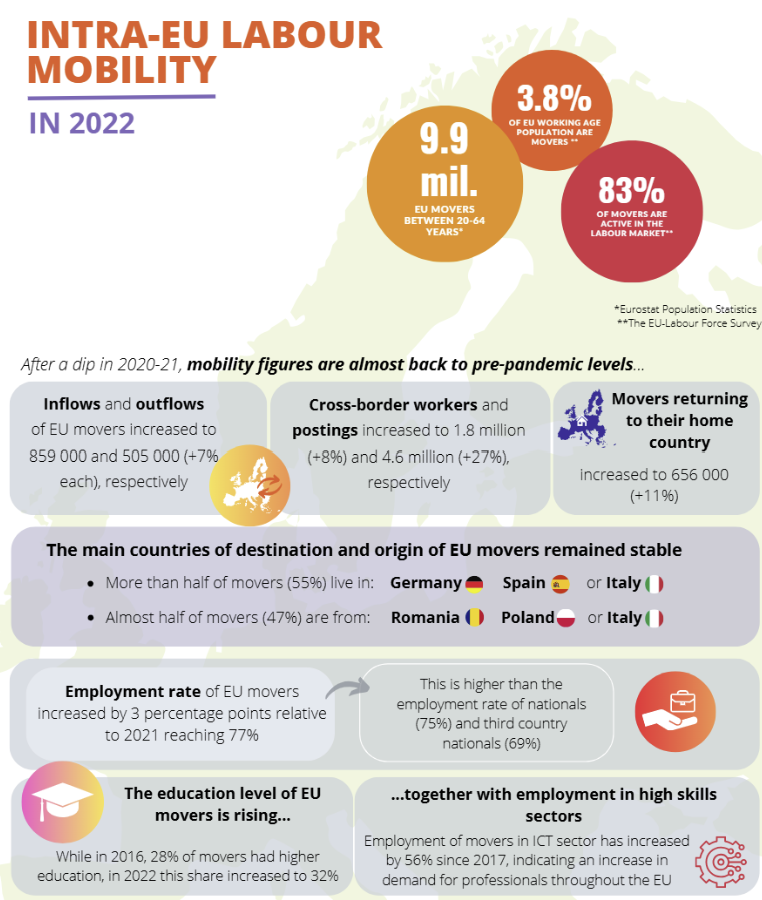 INTRA-EU LABOUR
MOBILITY
IN 2022
3.8%
OF EU WORKING AGE
POPULATION ARE
MOVERS **
9.9
mil.
EU MOVERS
BETWEEN 20-64
YEARS*
83%
OF MOVERS ARE
ACTIVE IN THE
LABOUR MARKET**
*Eurostat Population Statistics
**The EU-Labour Force Survey
After a dip in 2020-21, mobility figures are almost back to pre-pandemic levels...
Inflows and outflows
of EU movers increased to
859 000 and 505 000 (+7%
each), respectively
Cross-border workers and
postings increased to 1.8 million
(+8%) and 4.6 million (+27%),
respectively
Movers returning
to their home
country
increased to 656 000
(+11%)
The main countries of destination and origin of EU movers remained stable
• More than half of movers (55%) live in: Germany Spain or Italy
• Almost half of movers (47%) are from: Romania Poland or Italy
Employment rate of EU movers
increased by 3 percentage points relative
to 2021 reaching 77%
This is higher than the
employment rate of nationals
(75%) and third country
nationals (69%)
The education level of EU
movers is rising...
While in 2016, 28% of movers had higher
education, in 2022 this share increased to 32%
...together with employment in high skills
sectors
Employment of movers in ICT sector has increased
by 56% since 2017, indicating an increase in
demand for professionals throughout the EU